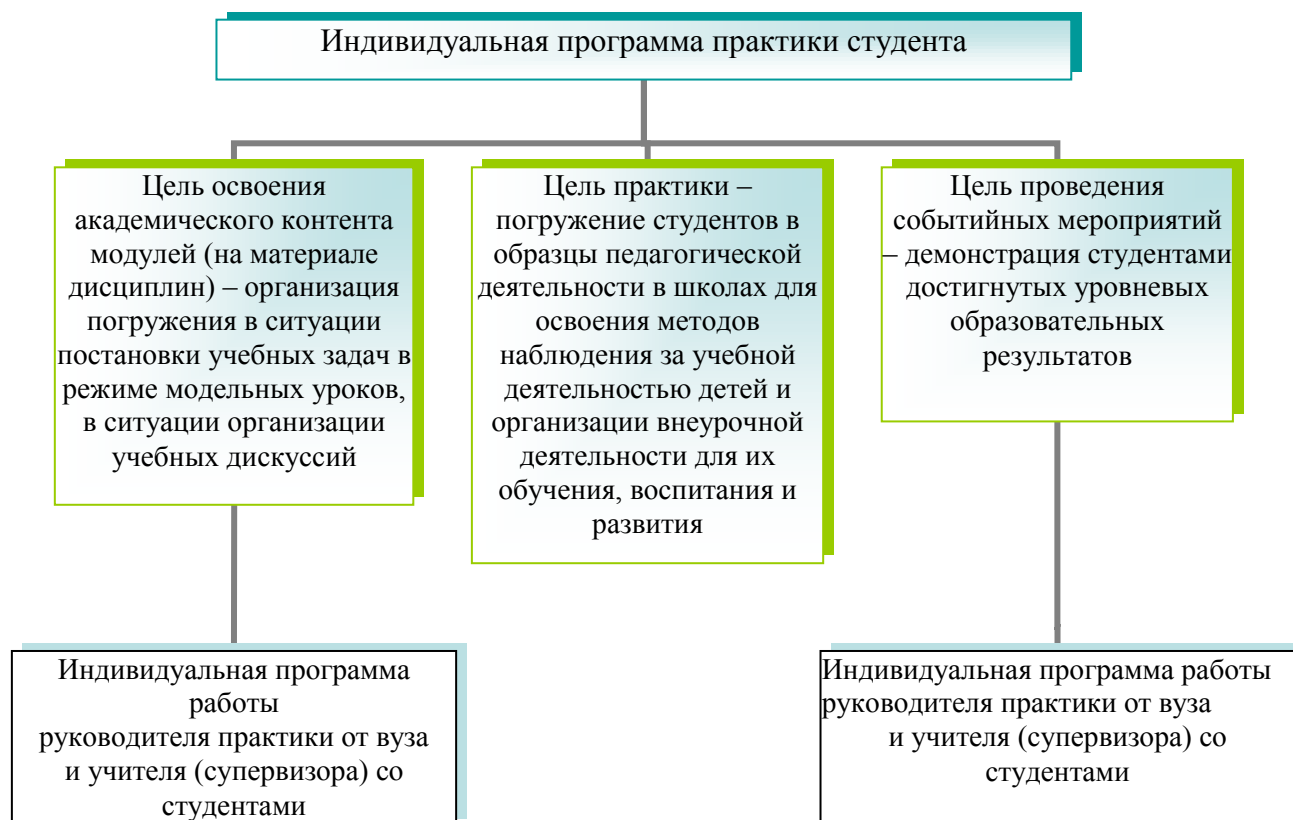 Индивидуальная программа практики студента
Цель освоения
академического контента
модулей (на материале
дисциплин) – организация
погружения в ситуации
постановки учебных задач в
режиме модельных уроков,
в ситуации организации
учебных дискуссий
Цель практики –
погружение студентов в
образцы педагогической
деятельности в школах для
освоения методов
наблюдения за учебной
деятельностью детей и
организации внеурочной
деятельности для их
обучения, воспитания и
развития
Цель проведения
событийных мероприятий
– демонстрация студентами
достигнутых уровневых
образовательных
результатов
Индивидуальная программа
работы
руководителя практики от вуза
и учителя (супервизора) со
студентами
Индивидуальная программа работы
руководителя практики от вуза
и учителя (супервизора) со
студентами